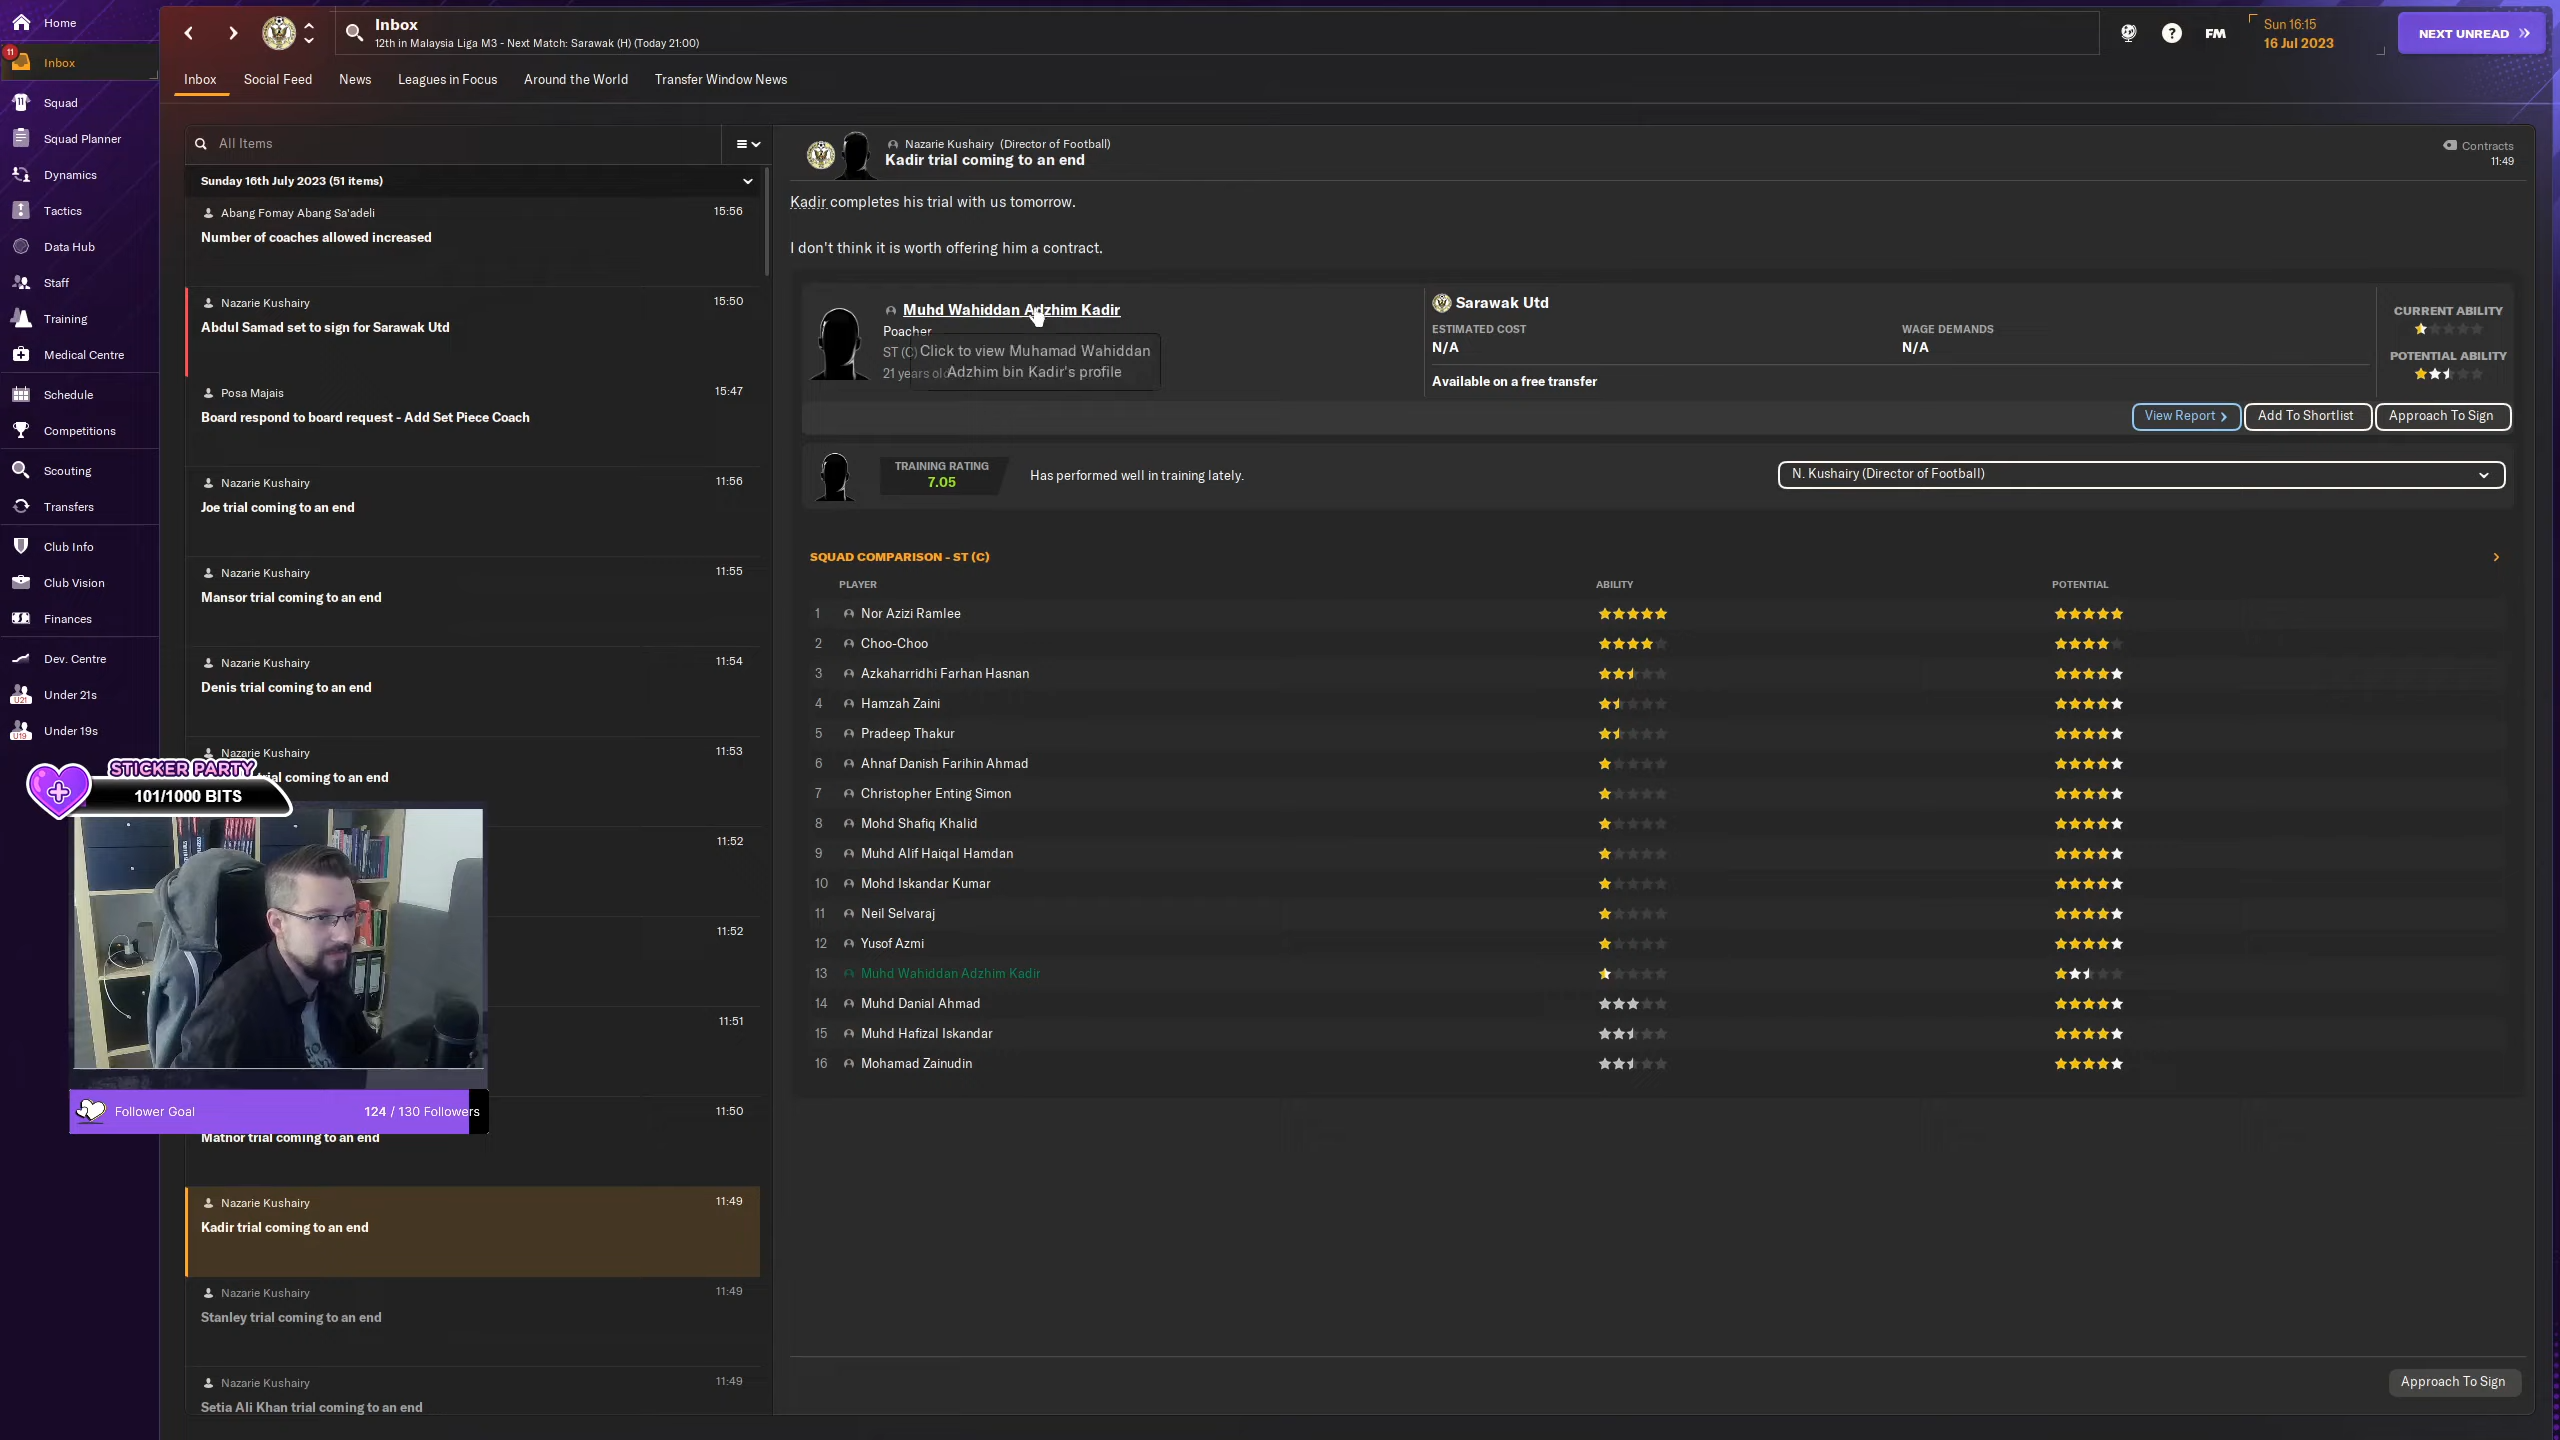 Home
11
Inbox
Squad
Squad Planner
Dynamics
Tactics
Data Hub
Staff
Training
Medical Centre
Schedule
Competitions
Scouting
Transfers
Club Info
Club Vision
Finances
Dev. Centre
U21
Under 21s
U19
Under 19s
Inbox
12th in Malaysia Liga M3 - Next Match: Sarawak (H) (Today 21:00)
FM
Sun 16:15
16 Jul 2023
NEXT UNREAD
Inbox Social Feed News Leagues in Focus Around the World Transfer Window News
All Items
Sunday 16th July 2023 (51 items)
Abang Fomay Abang Sa'adeli 15:56
Number of coaches allowed increased
Nazarie Kushairy 15:50
Abdul Samad set to sign for Sarawak Utd
Posa Majais 15:47
Board respond to board request - Add Set Piece Coach
Nazarie Kushairy 11:56
Joe trial coming to an end
Nazarie Kushairy 11:55
Mansor trial coming to an end
Nazarie Kushairy 11:54
Denis trial coming to an end
Nazarie Kushairy 11:53
trial coming to an end
11:52
11:52
11:51
11:50
Matnor trial coming to an end
Nazarie Kushairy 11:49
Kadir trial coming to an end
Nazarie Kushairy 11:49
Stanley trial coming to an end
Nazarie Kushairy 11:49
Setia Ali Khan trial coming to an end
STICKER PARTY
101/1000 BITS
Follower Goal 124 / 130 Followers
Nazarie Kushairy (Director of Football)
Kadir trial coming to an end
Contracts
11:49
Kadir completes his trial with us tomorrow.
I don't think it is worth offering him a contract.
Muhd Wahiddan Adzhim Kadir
Poacher
ST (C)
21 years old
Click to view Muhamad Wahiddan
Adzhim bin Kadir's profile
Sarawak Utd
ESTIMATED COST WAGE DEMANDS
N/A N/A
Available on a free transfer
CURRENT ABILITY
POTENTIAL ABILITY
View Report Add To Shortlist Approach To Sign
TRAINING RATING
7.05
Has performed well in training lately.
N. Kushairy (Director of Football)
SQUAD COMPARISON - ST (C)
PLAYER ABILITY POTENTIAL
1 Nor Azizi Ramlee
2 Choo-Choo
3 Azkaharridhi Farhan Hasnan
4 Hamzah Zaini
5 Pradeep Thakur
6 Ahnaf Danish Farihin Ahmad
7 Christopher Enting Simon
8 Mohd Shafiq Khalid
9 Muhd Alif Haiqal Hamdan
10 Mohd Iskandar Kumar
11 Neil Selvaraj
12 Yusof Azmi
13 Muhd Wahiddan Adzhim Kadir
14 Muhd Danial Ahmad
15 Muhd Hafizal Iskandar
16 Mohamad Zainudin
Approach To Sign